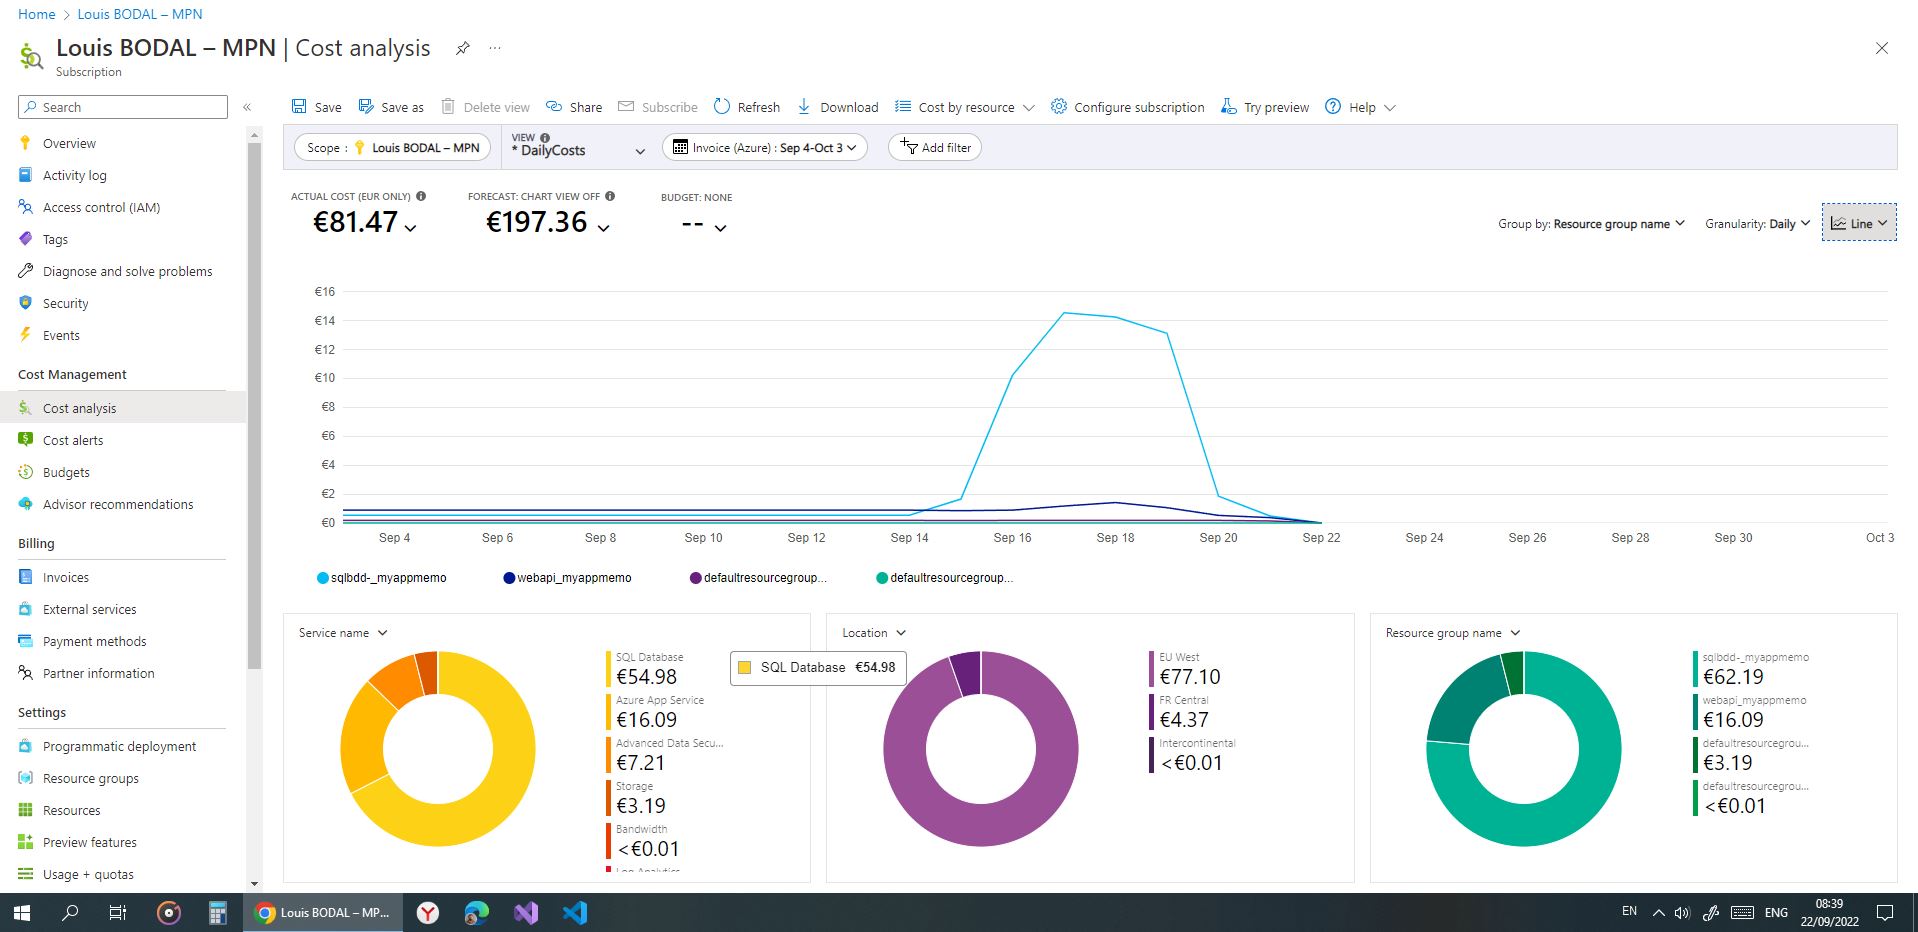 Home > Louis BODAL – MPN
Louis BODAL – MPN | Cost analysis
Subscription
Search
Overview
Activity log
Access control (IAM)
Tags
Diagnose and solve problems
Security
Events
Cost Management
Cost analysis
Cost alerts
Budgets
Advisor recommendations
Billing
Invoices
External services
Payment methods
Partner information
Settings
Programmatic deployment
Resource groups
Resources
Preview features
Usage + quotas
Save Save as Delete view Share Subscribe Refresh Download Cost by resource Configure subscription Try preview Help
Scope : Louis BODAL – MPN
VIEW
* DailyCosts
Invoice (Azure) : Sep 4-Oct 3
Add filter
ACTUAL COST (EUR ONLY)
€81.47
FORECAST: CHART VIEW OFF
€197.36
BUDGET: NONE
--
Group by: Resource group name
Granularity: Daily
Line
€16
€14
€12
€10
€8
€6
€4
€2
€0
Sep 4 Sep 6 Sep 8 Sep 10 Sep 12 Sep 14 Sep 16 Sep 18 Sep 20 Sep 22 Sep 24 Sep 26 Sep 28 Sep 30 Oct 3
sqlbdd-_myappmemo webapi_myappmemo defaultresourcegroup... defaultresourcegroup...
Service name
SQL Database
€54.98
Azure App Service
€16.09
Advanced Data Secu...
€7.21
Storage
€3.19
Bandwidth
<€0.01
Log Analytics
SQL Database €54.98
Location
EU West
€77.10
FR Central
€4.37
Intercontinental
<€0.01
Resource group name
sqlbdd-_myappmemo
€62.19
webapi_myappmemo
€16.09
defaultresourcegrou...
€3.19
defaultresourcegrou...
<€0.01
Louis BODAL – MP...
EN
ENG
08:39
22/09/2022